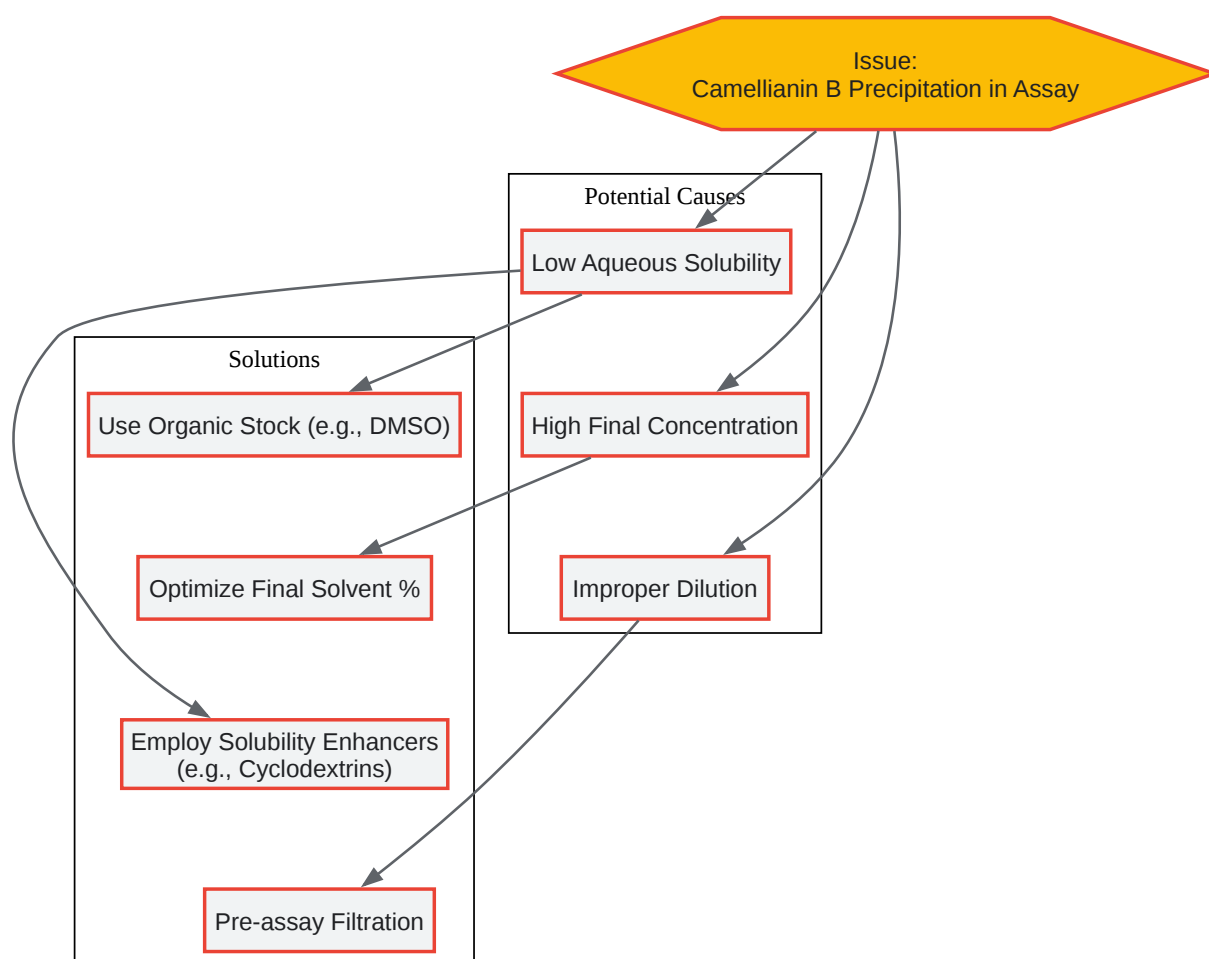 Issue:
Camellianin B Precipitation in Assay
Potential Causes
Low Aqueous Solubility
Solutions
Use Organic Stock (e.g., DMSO)
High Final Concentration
Optimize Final Solvent %
Improper Dilution
Employ Solubility Enhancers
(e.g., Cyclodextrins)
Pre-assay Filtration